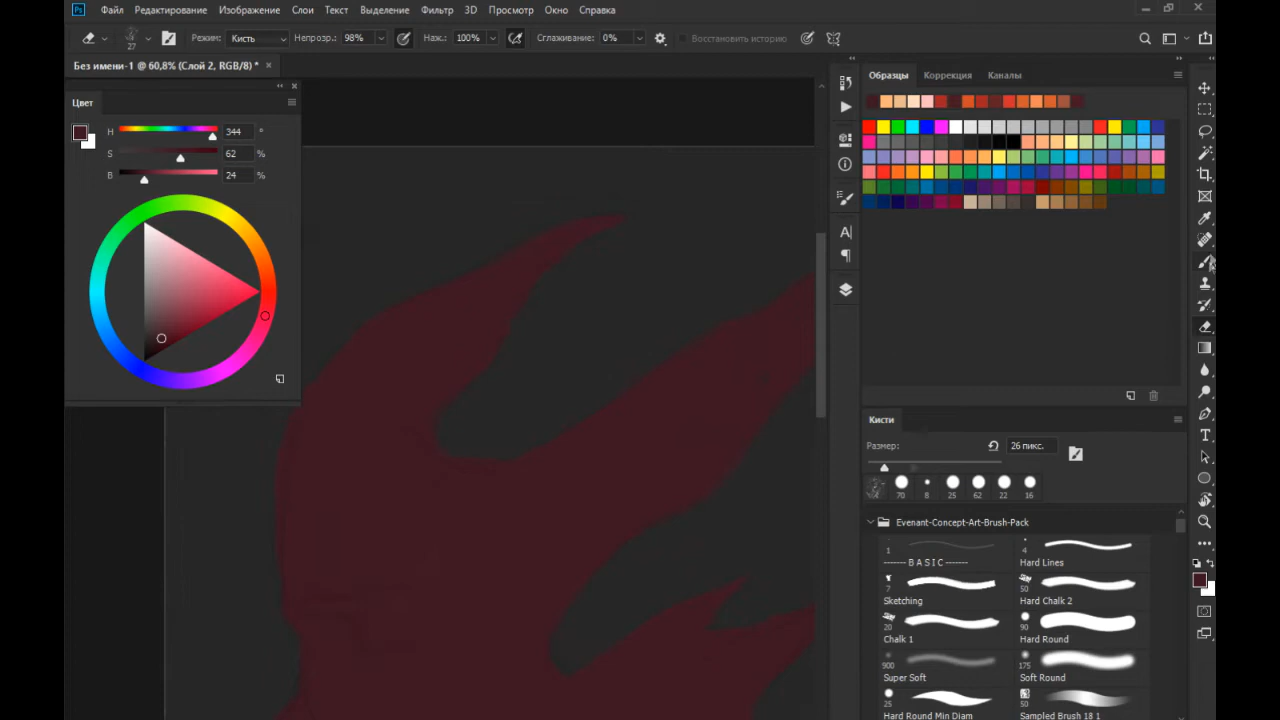 Ps Файл Редактирование Изображение Слои Текст Выделение Фильтр 3D Просмотр Окно Справка
27 Режим: Кисть Непрозр.: 98% Наж.: 100% Сглаживание: 0% Восстановить историю
Без имени-1 @ 60,8% (Слой 2, RGB/8) * ×
Цвет
H 344 °
S 62 %
B 24 %
Образцы Коррекция Каналы
Кисти
Размер: 26 пикс.
70 8 25 62 22 16
Evenant-Concept-Art-Brush-Pack
1 4
------- B A S I C ------- Hard Lines
7 50
Sketching Hard Chalk 2
20 90
Chalk 1 Hard Round
900 175
Super Soft Soft Round
25 50
Hard Round Min Diam Sampled Brush 18 1